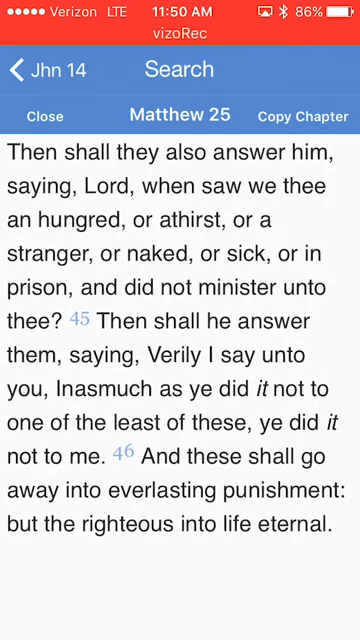 Verizon LTE 11:50 AM 86%
vizoRec
Jhn 14 Search
Close Matthew 25 Copy Chapter
Then shall they also answer him,
saying, Lord, when saw we thee
an hungred, or athirst, or a
stranger, or naked, or sick, or in
prison, and did not minister unto
thee? 45 Then shall he answer
them, saying, Verily I say unto
you, Inasmuch as ye did it not to
one of the least of these, ye did it
not to me. 46 And these shall go
away into everlasting punishment:
but the righteous into life eternal.